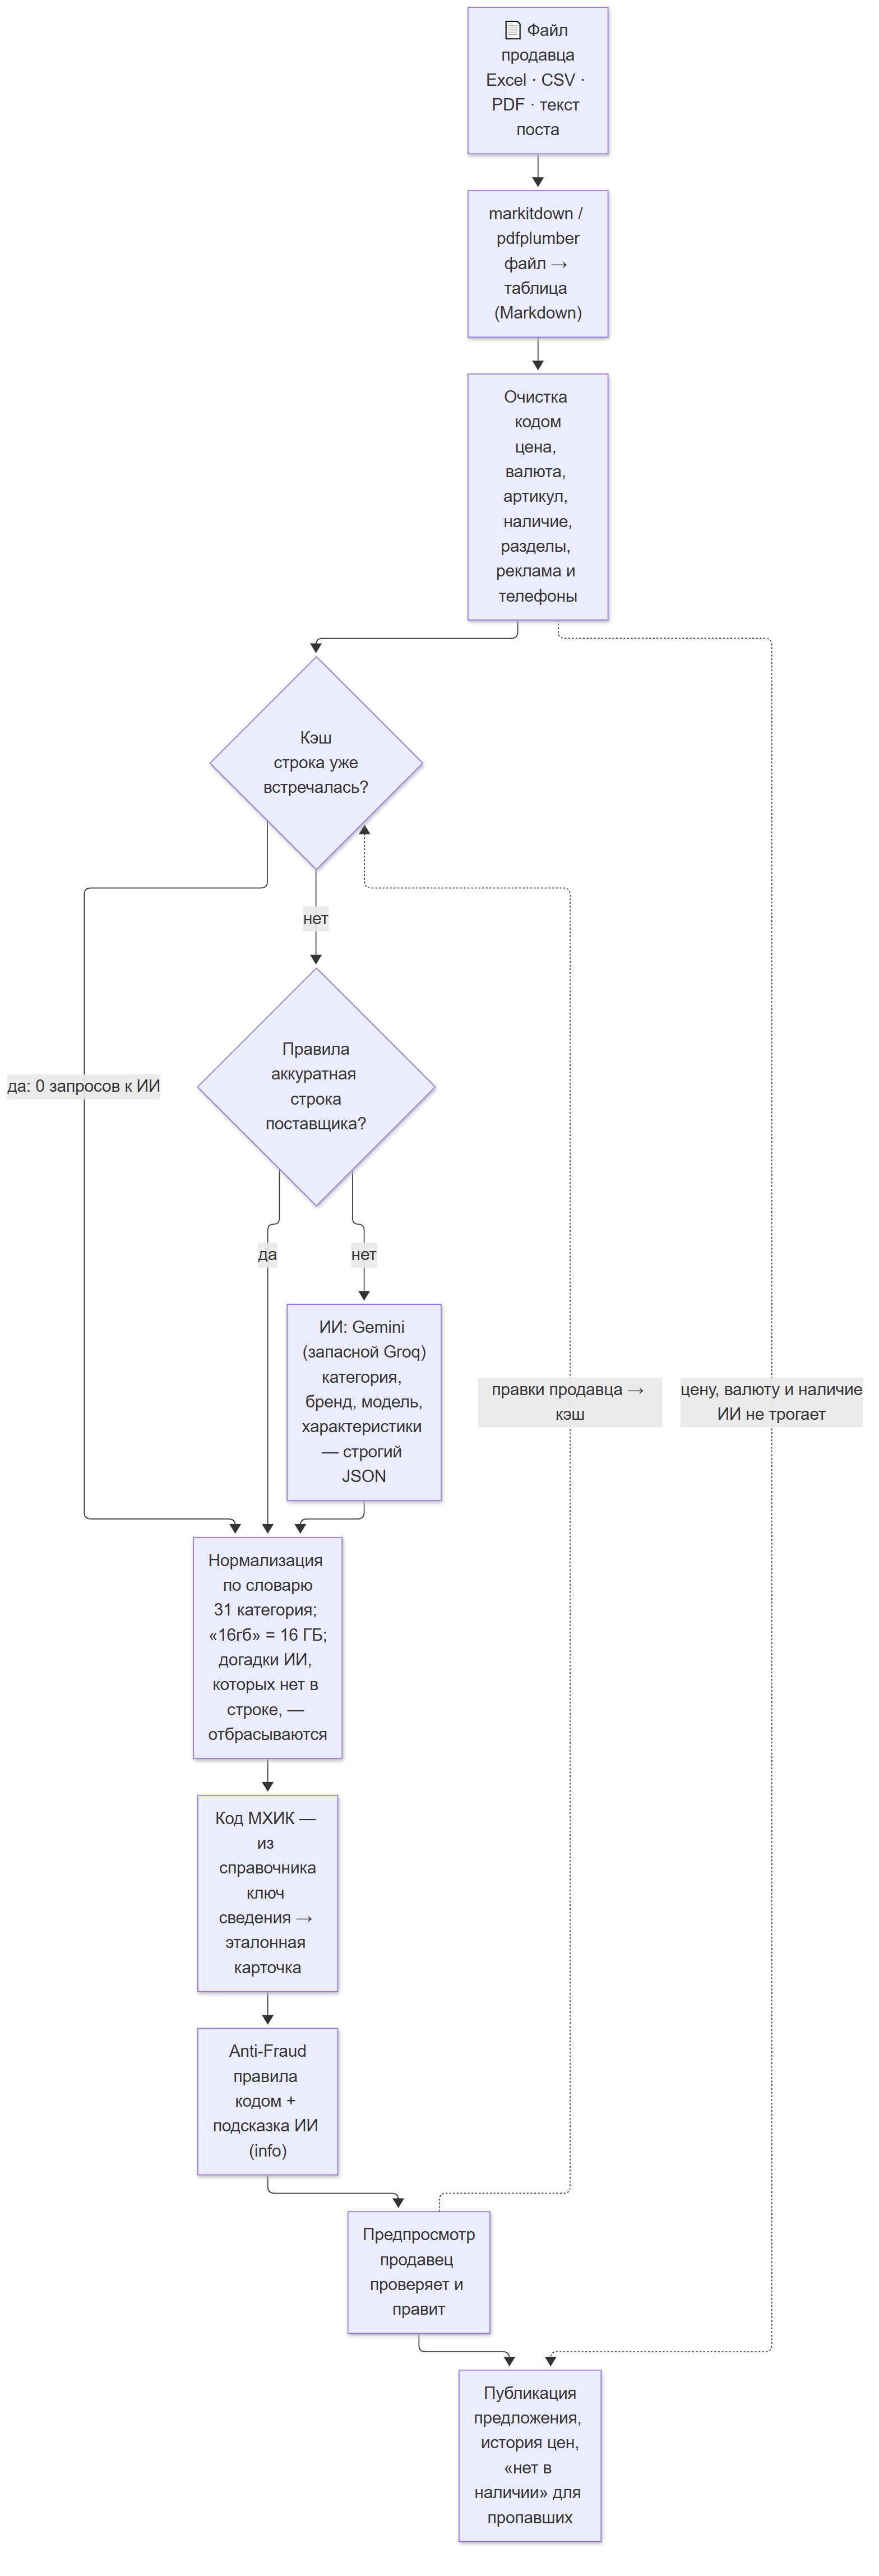 📄 Файл
продавца
Excel · CSV ·
PDF · текст
поста
markitdown /
pdfplumber
файл →
таблица
(Markdown)
Очистка
кодом
цена,
валюта,
артикул,
наличие,
разделы,
реклама и
телефоны
Кэш
строка уже
встречалась?
нет
Правила
аккуратная
строка
поставщика?
да: 0 запросов к ИИ
да
нет
ИИ: Gemini
(запасной Groq)
категория,
бренд, модель,
характеристики
— строгий
JSON
правки продавца →
кэш
цену, валюту и наличие
ИИ не трогает
Нормализация
по словарю
31 категория;
«16гб» = 16 ГБ;
догадки ИИ,
которых нет в
строке, —
отбрасываются
Код МХИК —
из
справочника
ключ
сведения →
эталонная
карточка
Anti-Fraud
правила
кодом +
подсказка ИИ
(info)
Предпросмотр
продавец
проверяет и
правит
Публикация
предложения,
история цен,
«нет в
наличии» для
пропавших